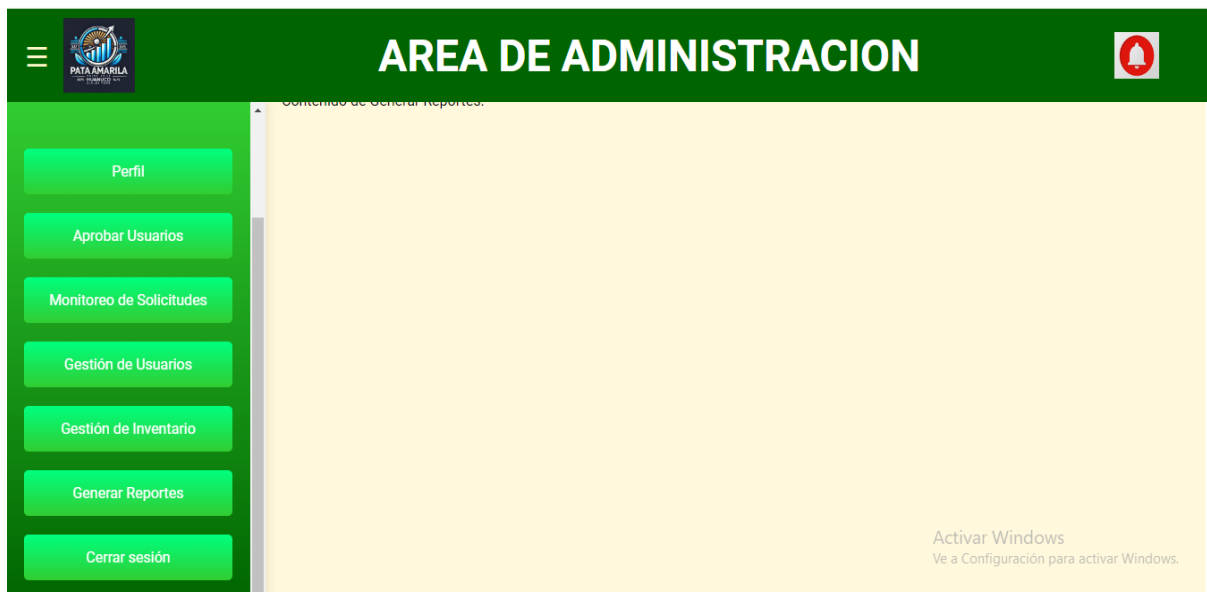 ☰
PATA AMARILA
AREA DE ADMINISTRACION
Contenido de Generar Reportes.
Perfil
Aprobar Usuarios
Monitoreo de Solicitudes
Gestión de Usuarios
Gestión de Inventario
Generar Reportes
Cerrar sesión
Activar Windows
Ve a Configuración para activar Windows.